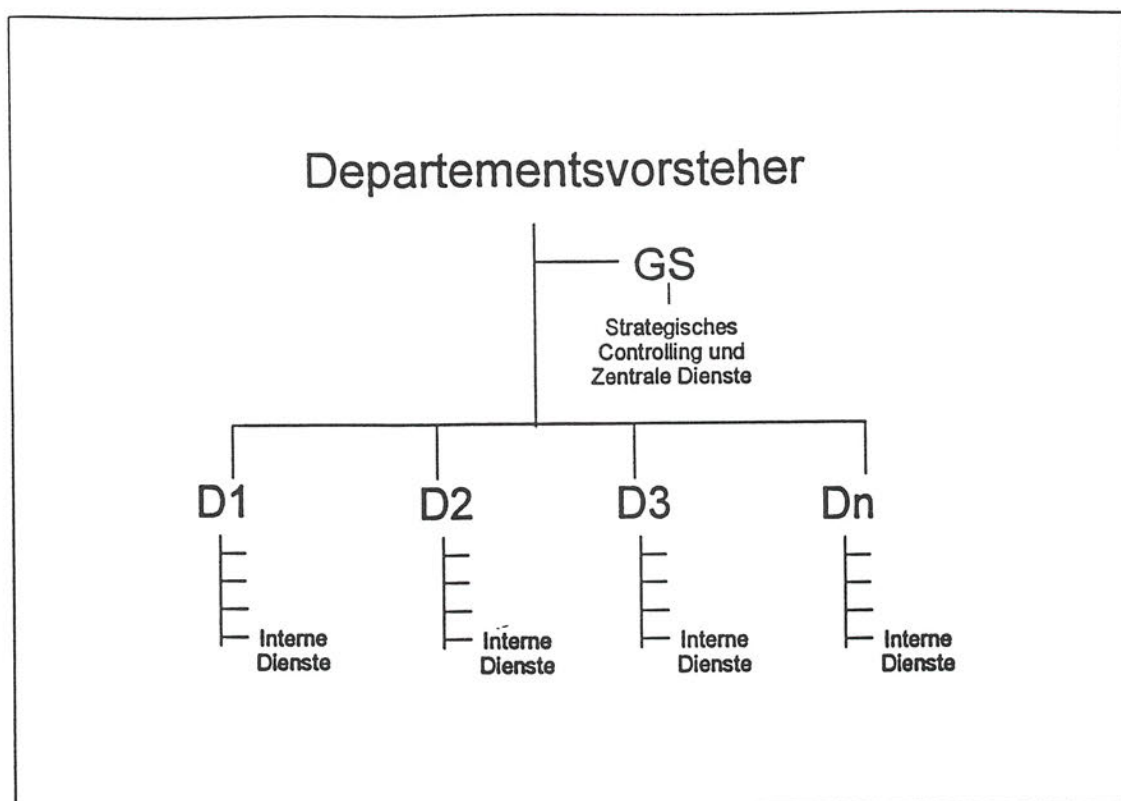 Departementsvorsteher
GS
Strategisches
Controlling und
Zentrale Dienste
D1
D2
D3
Dn
Interne
Dienste
Interne
Dienste
Interne
Dienste
Interne
Dienste